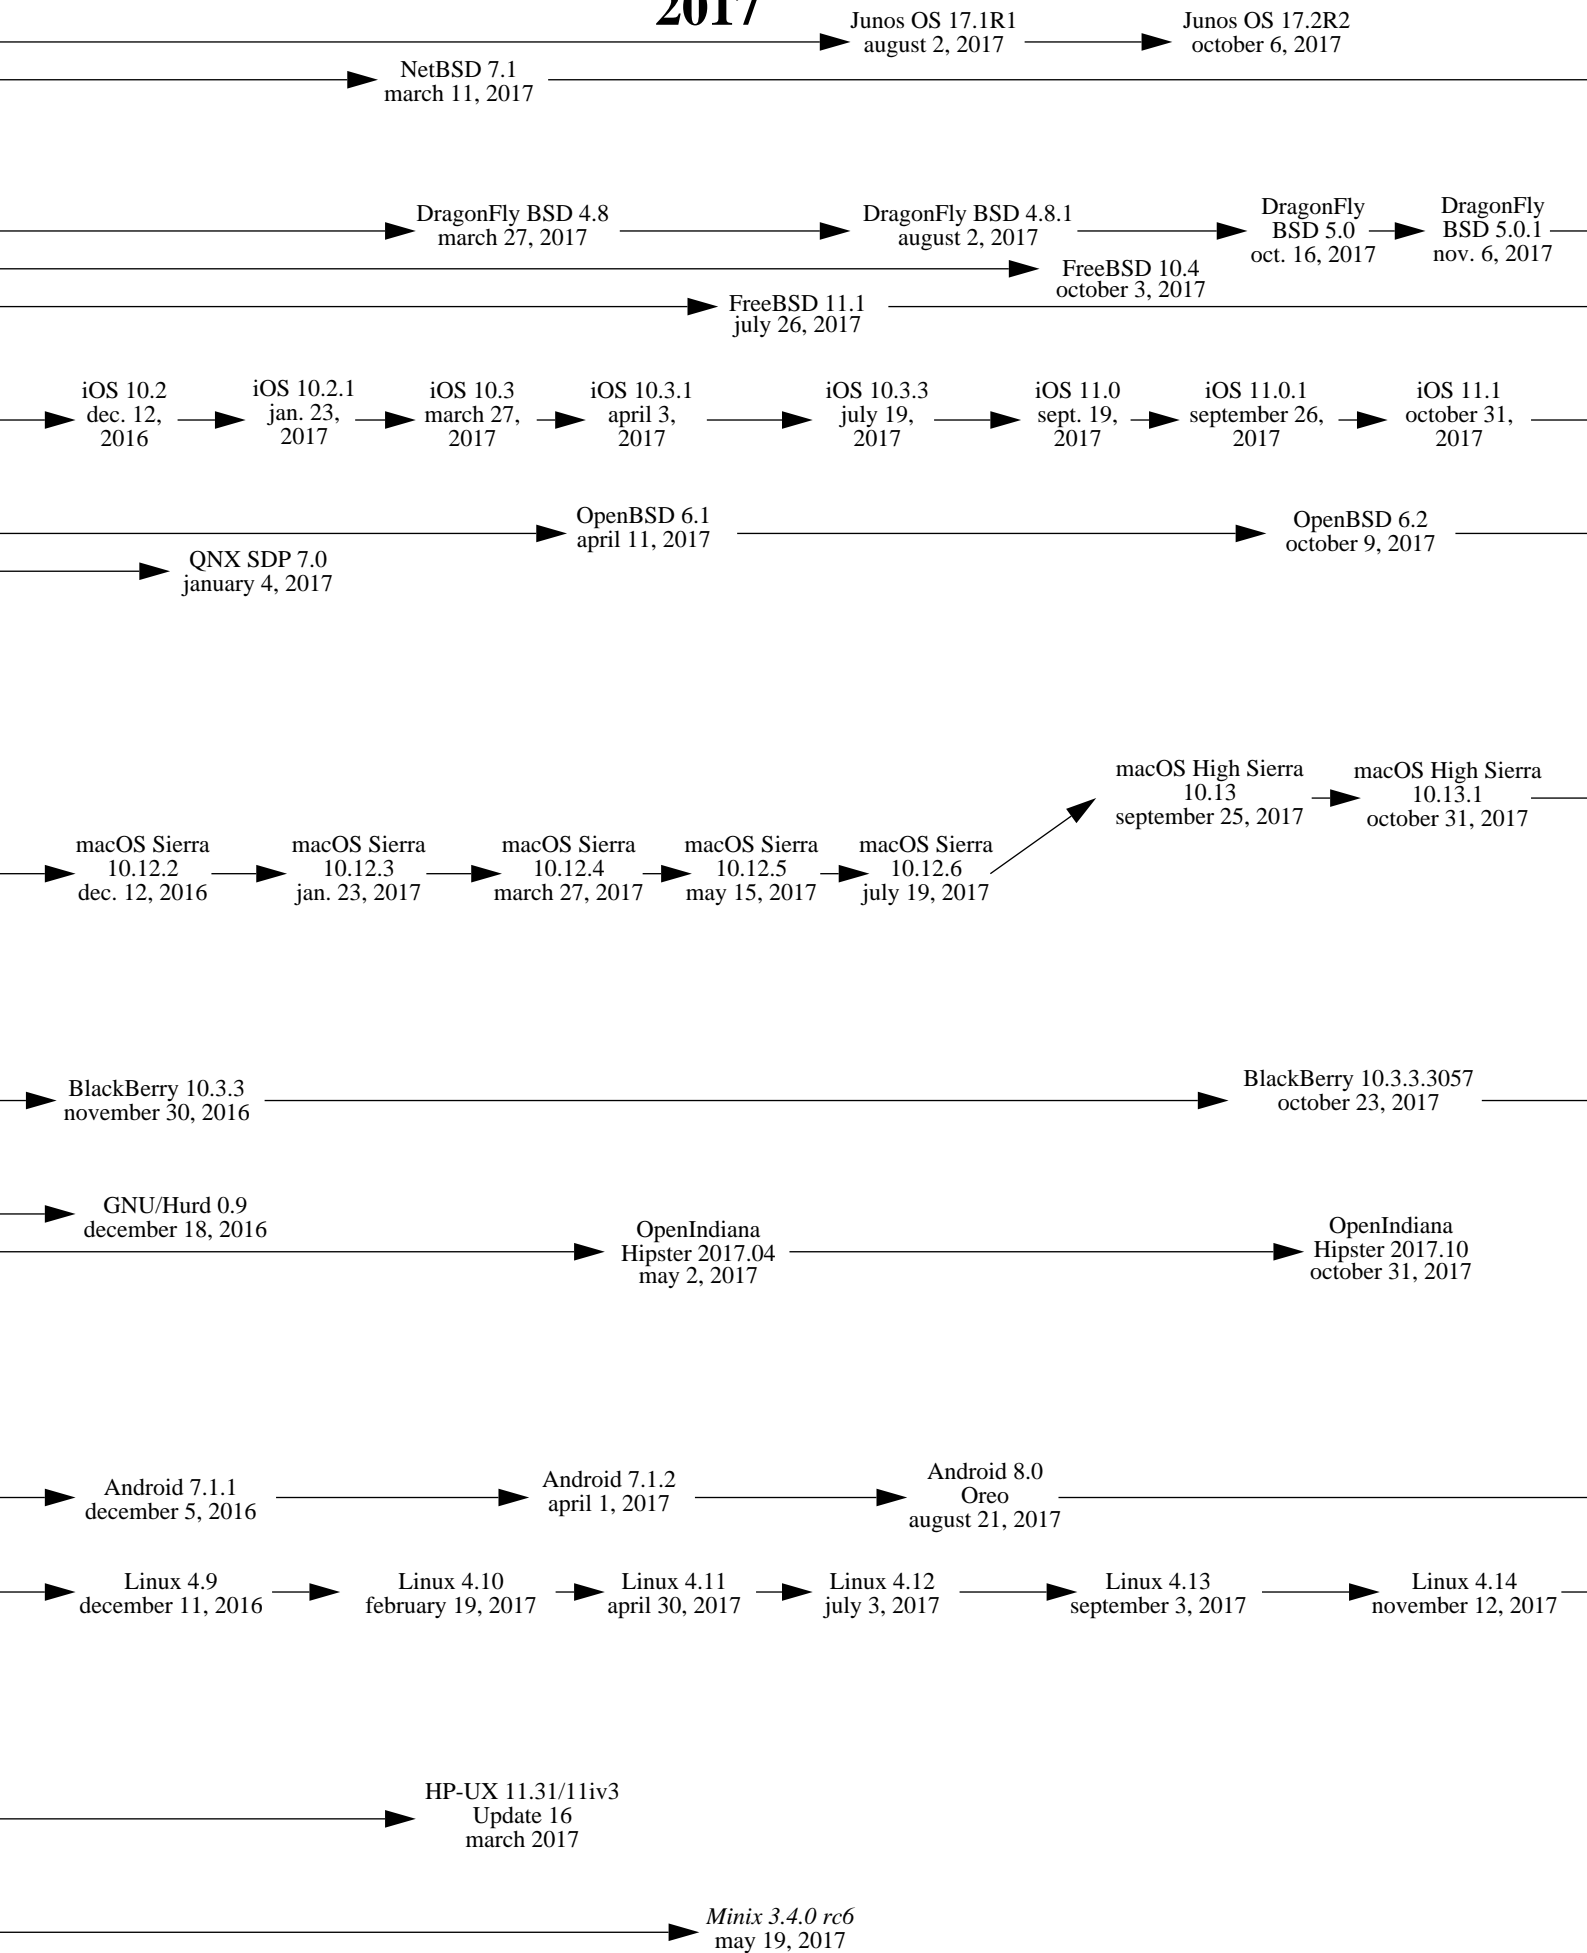 2017
Junos OS 17.1R1
august 2, 2017
Junos OS 17.2R2
october 6, 2017
NetBSD 7.1
march 11, 2017
DragonFly BSD 4.8
march 27, 2017
DragonFly BSD 4.8.1
august 2, 2017
DragonFly
BSD 5.0
oct. 16, 2017
DragonFly
BSD 5.0.1
nov. 6, 2017
FreeBSD 10.4
october 3, 2017
FreeBSD 11.1
july 26, 2017
iOS 10.2
dec. 12,
2016
iOS 10.2.1
jan. 23,
2017
iOS 10.3
march 27,
2017
iOS 10.3.1
april 3,
2017
iOS 10.3.3
july 19,
2017
iOS 11.0
sept. 19,
2017
iOS 11.0.1
september 26,
2017
iOS 11.1
october 31,
2017
OpenBSD 6.1
april 11, 2017
OpenBSD 6.2
october 9, 2017
QNX SDP 7.0
january 4, 2017
macOS High Sierra
10.13
september 25, 2017
macOS High Sierra
10.13.1
october 31, 2017
macOS Sierra
10.12.2
dec. 12, 2016
macOS Sierra
10.12.3
jan. 23, 2017
macOS Sierra
10.12.4
march 27, 2017
macOS Sierra
10.12.5
may 15, 2017
macOS Sierra
10.12.6
july 19, 2017
BlackBerry 10.3.3
november 30, 2016
BlackBerry 10.3.3.3057
october 23, 2017
GNU/Hurd 0.9
december 18, 2016
OpenIndiana
Hipster 2017.04
may 2, 2017
OpenIndiana
Hipster 2017.10
october 31, 2017
Android 7.1.1
december 5, 2016
Android 7.1.2
april 1, 2017
Android 8.0
Oreo
august 21, 2017
Linux 4.9
december 11, 2016
Linux 4.10
february 19, 2017
Linux 4.11
april 30, 2017
Linux 4.12
july 3, 2017
Linux 4.13
september 3, 2017
Linux 4.14
november 12, 2017
HP-UX 11.31/11iv3
Update 16
march 2017
Minix 3.4.0 rc6
may 19, 2017